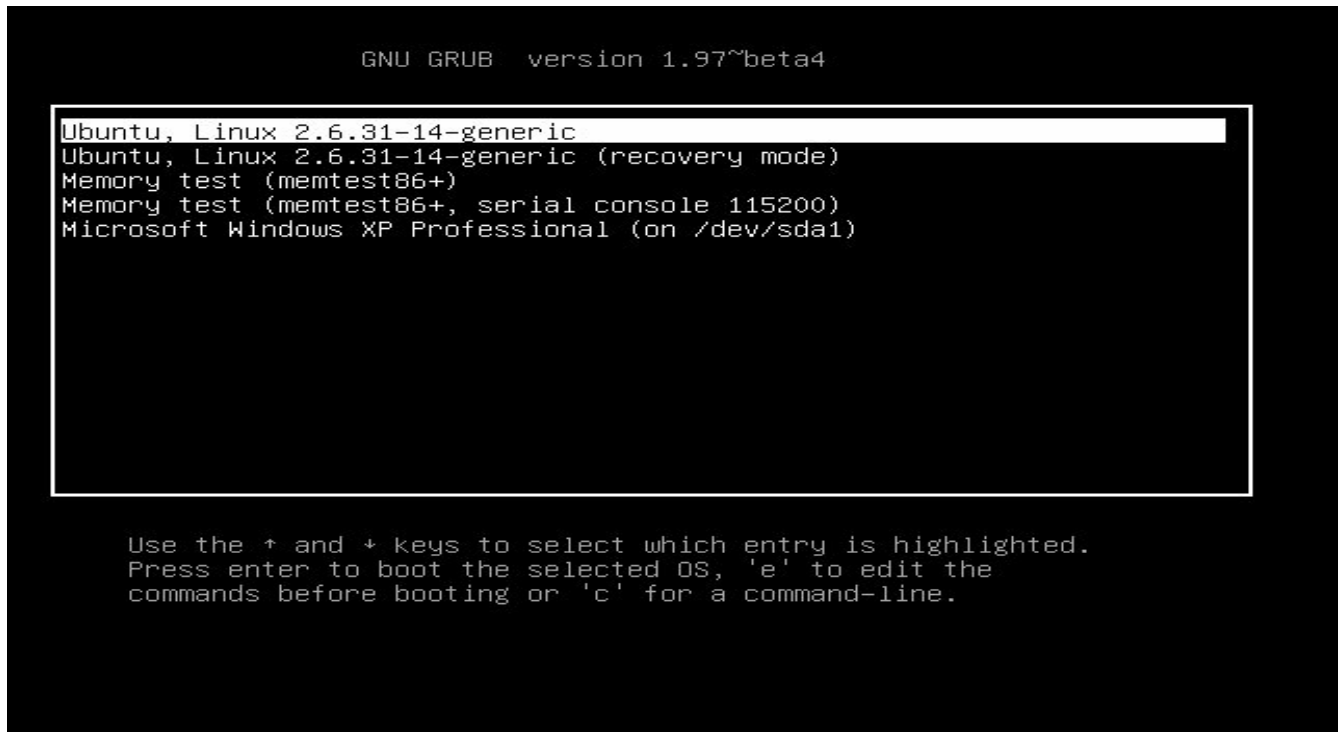 GNU GRUB  version 1.97~beta4
Ubuntu, Linux 2.6.31-14-generic
Ubuntu, Linux 2.6.31-14-generic (recovery mode)
Memory test (memtest86+)
Memory test (memtest86+, serial console 115200)
Microsoft Windows XP Professional (on /dev/sda1)
Use the ↑ and ↓ keys to select which entry is highlighted.
Press enter to boot the selected OS, 'e' to edit the
commands before booting or 'c' for a command-line.